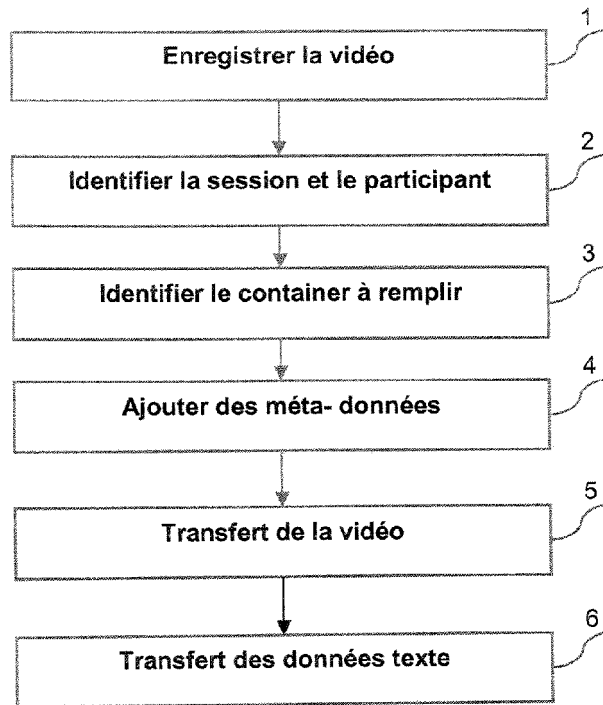 1
Enregistrer la vidéo
2
Identifier la session et le participant
3
Identifier le container à remplir
4
Ajouter des méta- données
5
Transfert de la vidéo
6
Transfert des données texte